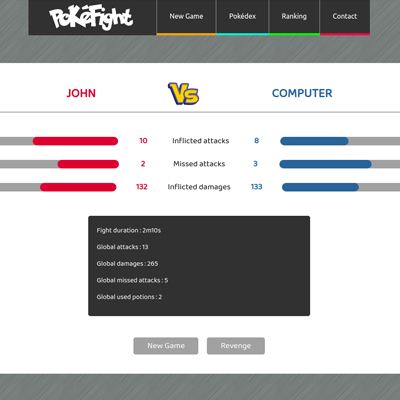 PoKéFight
New Game
Pokédex
Ranking
Contact
JOHN
Vs
COMPUTER
10 Inflicted attacks 8
2 Missed attacks 3
132 Inflicted damages 133
Fight duration : 2m10s
Global attacks : 13
Global damages : 265
Global missed attacks : 5
Global used potions : 2
New Game
Revenge